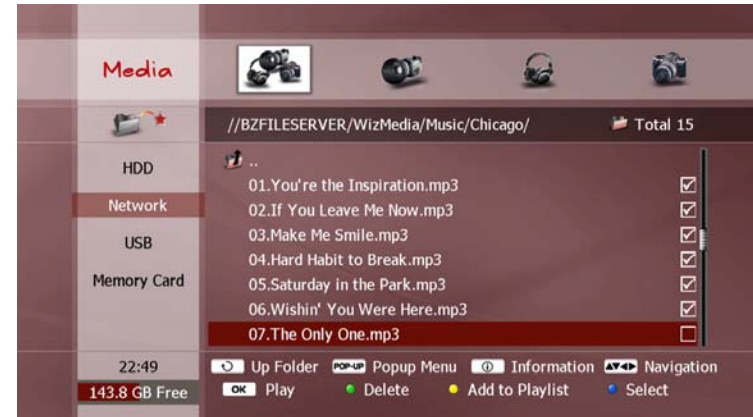 Media
//BZFILESERVER/WizMedia/Music/Chicago/ Total 15
HDD
Network
USB
Memory Card
..
01.You're the Inspiration.mp3
02.If You Leave Me Now.mp3
03.Make Me Smile.mp3
04.Hard Habit to Break.mp3
05.Saturday in the Park.mp3
06.Wishin' You Were Here.mp3
07.The Only One.mp3
22:49
143.8 GB Free
Up Folder POP-UP Popup Menu Information Navigation
OK Play Delete Add to Playlist Select